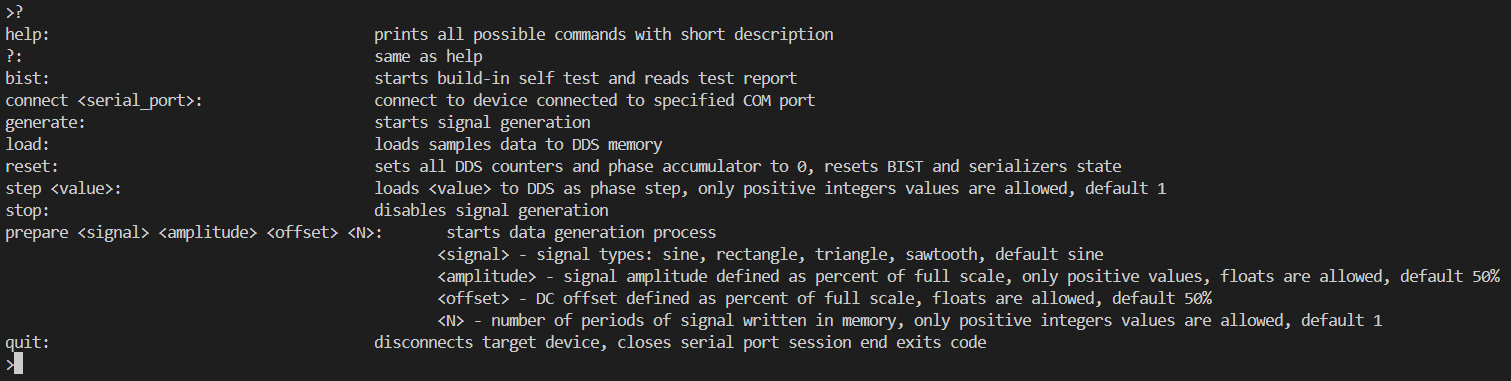 >?
help: prints all possible commands with short description
?: same as help
bist: starts build-in self test and reads test report
connect <serial_port>: connect to device connected to specified COM port
generate: starts signal generation
load: loads samples data to DDS memory
reset: sets all DDS counters and phase accumulator to 0, resets BIST and serializers state
step <value>: loads <value> to DDS as phase step, only positive integers values are allowed, default 1
stop: disables signal generation
prepare <signal> <amplitude> <offset> <N>: starts data generation process
<signal> - signal types: sine, rectangle, triangle, sawtooth, default sine
<amplitude> - signal amplitude defined as percent of full scale, only positive values, floats are allowed, default 50%
<offset> - DC offset defined as percent of full scale, floats are allowed, default 50%
<N> - number of periods of signal written in memory, only positive integers values are allowed, default 1
quit: disconnects target device, closes serial port session end exits code
>